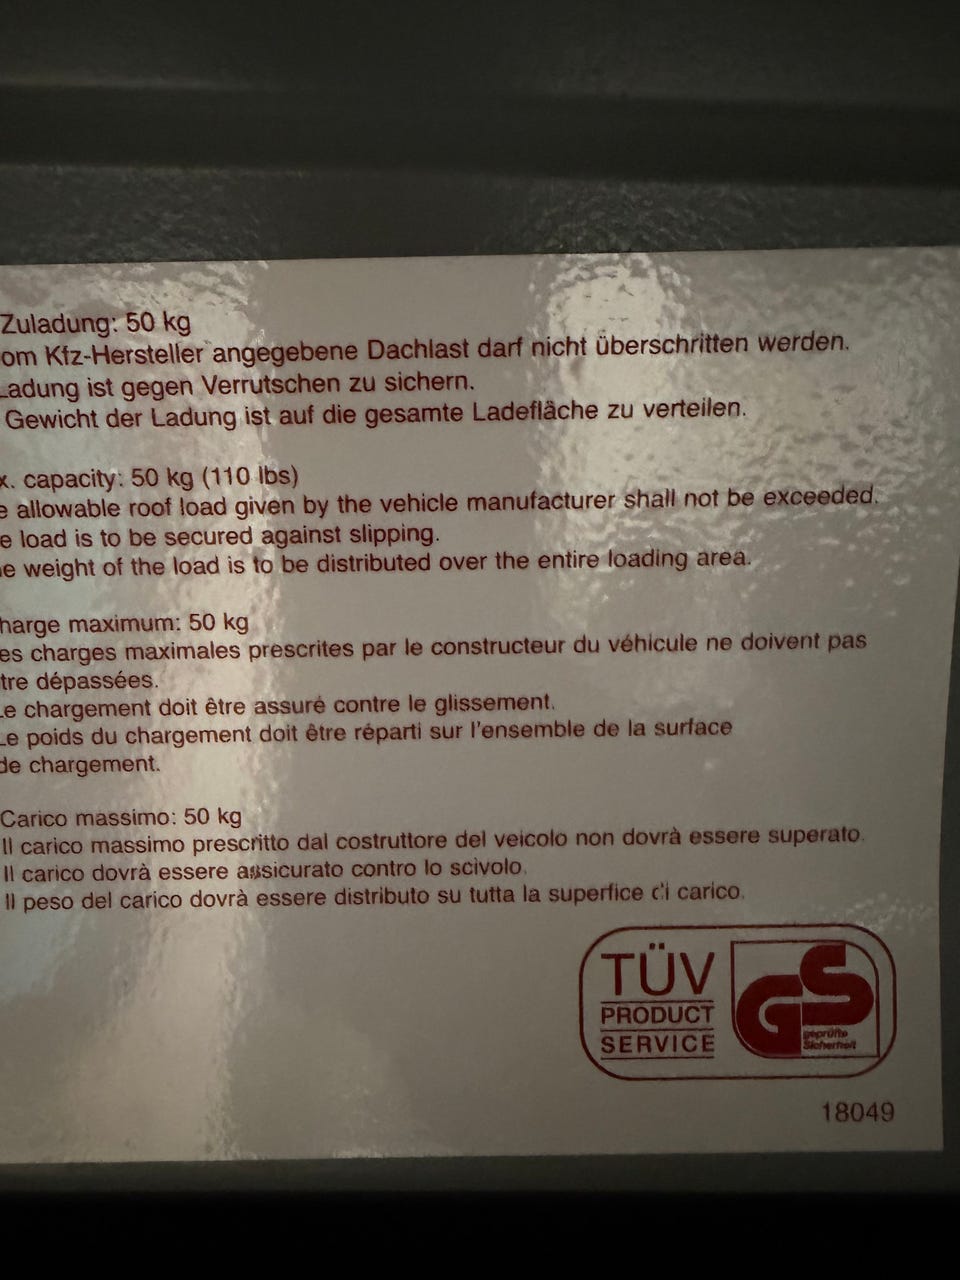 Zuladung: 50 kg
om Kfz-Hersteller angegebene Dachlast darf nicht überschritten werden.
Ladung ist gegen Verrutschen zu sichern.
Gewicht der Ladung ist auf die gesamte Ladefläche zu verteilen.
x. capacity: 50 kg (110 lbs)
e allowable roof load given by the vehicle manufacturer shall not be exceeded.
e load is to be secured against slipping.
he weight of the load is to be distributed over the entire loading area.
harge maximum: 50 kg
es charges maximales prescrites par le constructeur du véhicule ne doivent pas
tre dépassées.
Le chargement doit être assuré contre le glissement.
Le poids du chargement doit être réparti sur l'ensemble de la surface
de chargement.
Carico massimo: 50 kg
Il carico massimo prescritto dal costruttore del veicolo non dovrà essere superato.
Il carico dovrà essere assicurato contro lo scivolo.
Il peso del carico dovrà essere distributo su tutta la superfice di carico.
TÜV
PRODUCT
SERVICE
GS
geprüfte
Sicherheit
18049